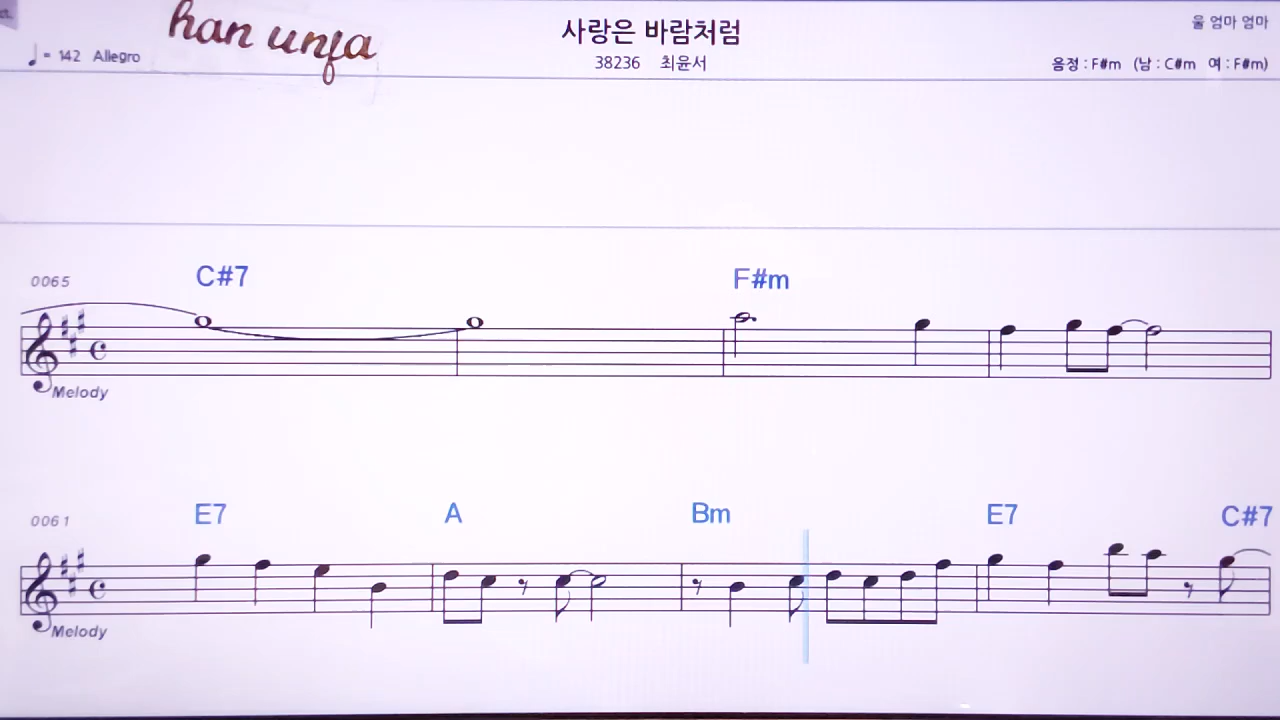 han unja
사랑은 바람처럼
울 엄마 엄마
♩ = 142 Allegro
38236 최윤서
음정 : F#m (남 : C#m 여 : F#m)
0065 C#7 F#m
Melody
0061 E7 A Bm E7 C#7
Melody